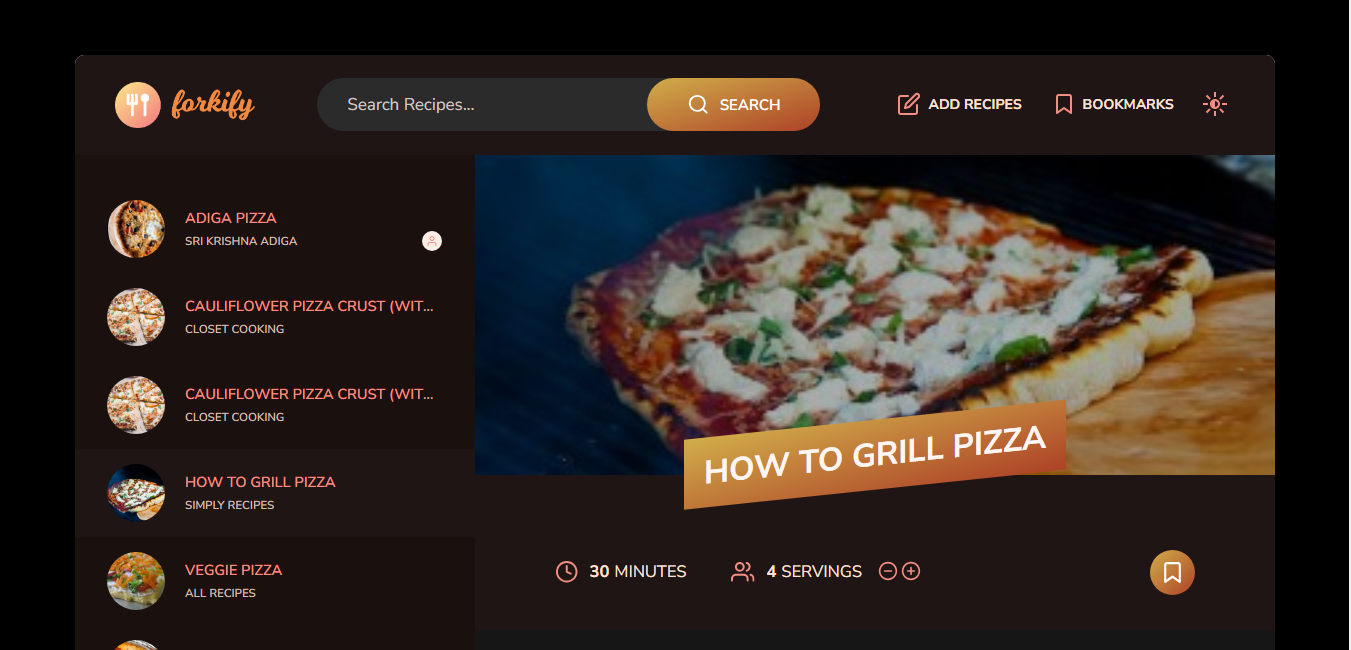 forkify
Search Recipes...
SEARCH
ADD RECIPES
BOOKMARKS
ADIGA PIZZA
SRI KRISHNA ADIGA
CAULIFLOWER PIZZA CRUST (WIT...
CLOSET COOKING
CAULIFLOWER PIZZA CRUST (WIT...
CLOSET COOKING
HOW TO GRILL PIZZA
SIMPLY RECIPES
VEGGIE PIZZA
ALL RECIPES
HOW TO GRILL PIZZA
30 MINUTES
4 SERVINGS